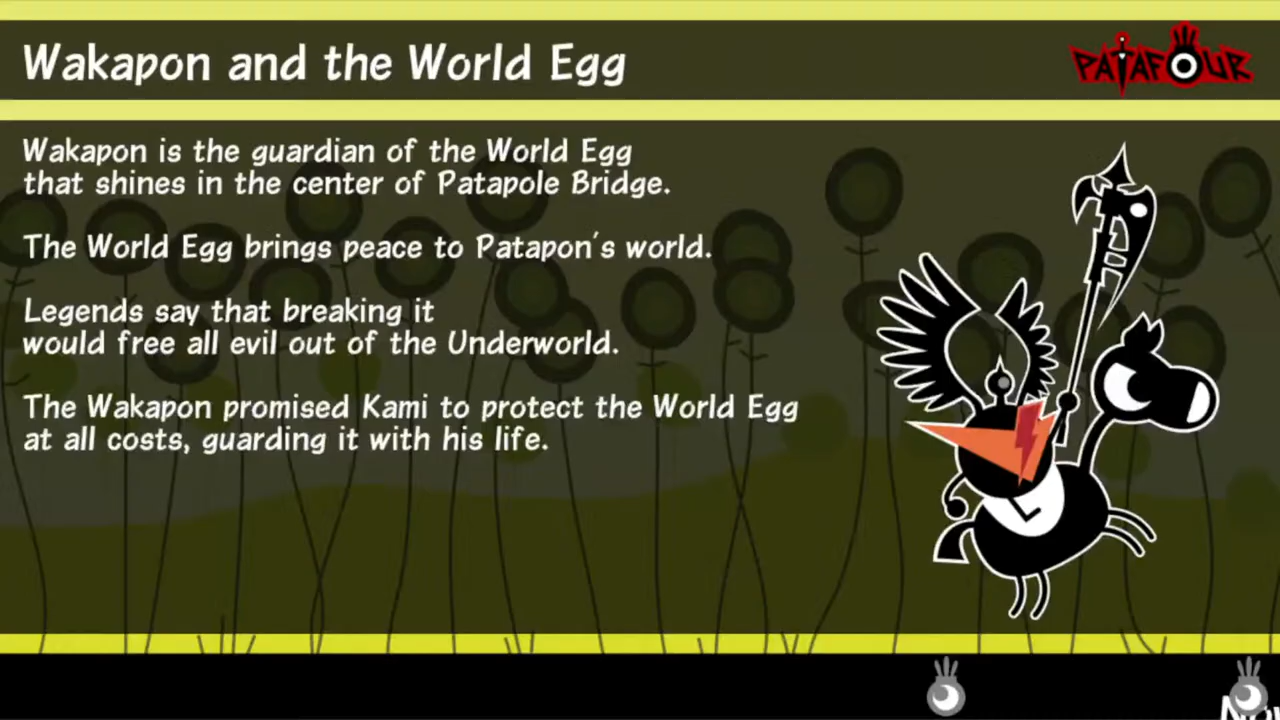 Wakapon and the World Egg
PATAFOUR
Wakapon is the guardian of the World Egg
that shines in the center of Patapole Bridge.
The World Egg brings peace to Patapon's world.
Legends say that breaking it
would free all evil out of the Underworld.
The Wakapon promised Kami to protect the World Egg
at all costs, guarding it with his life.